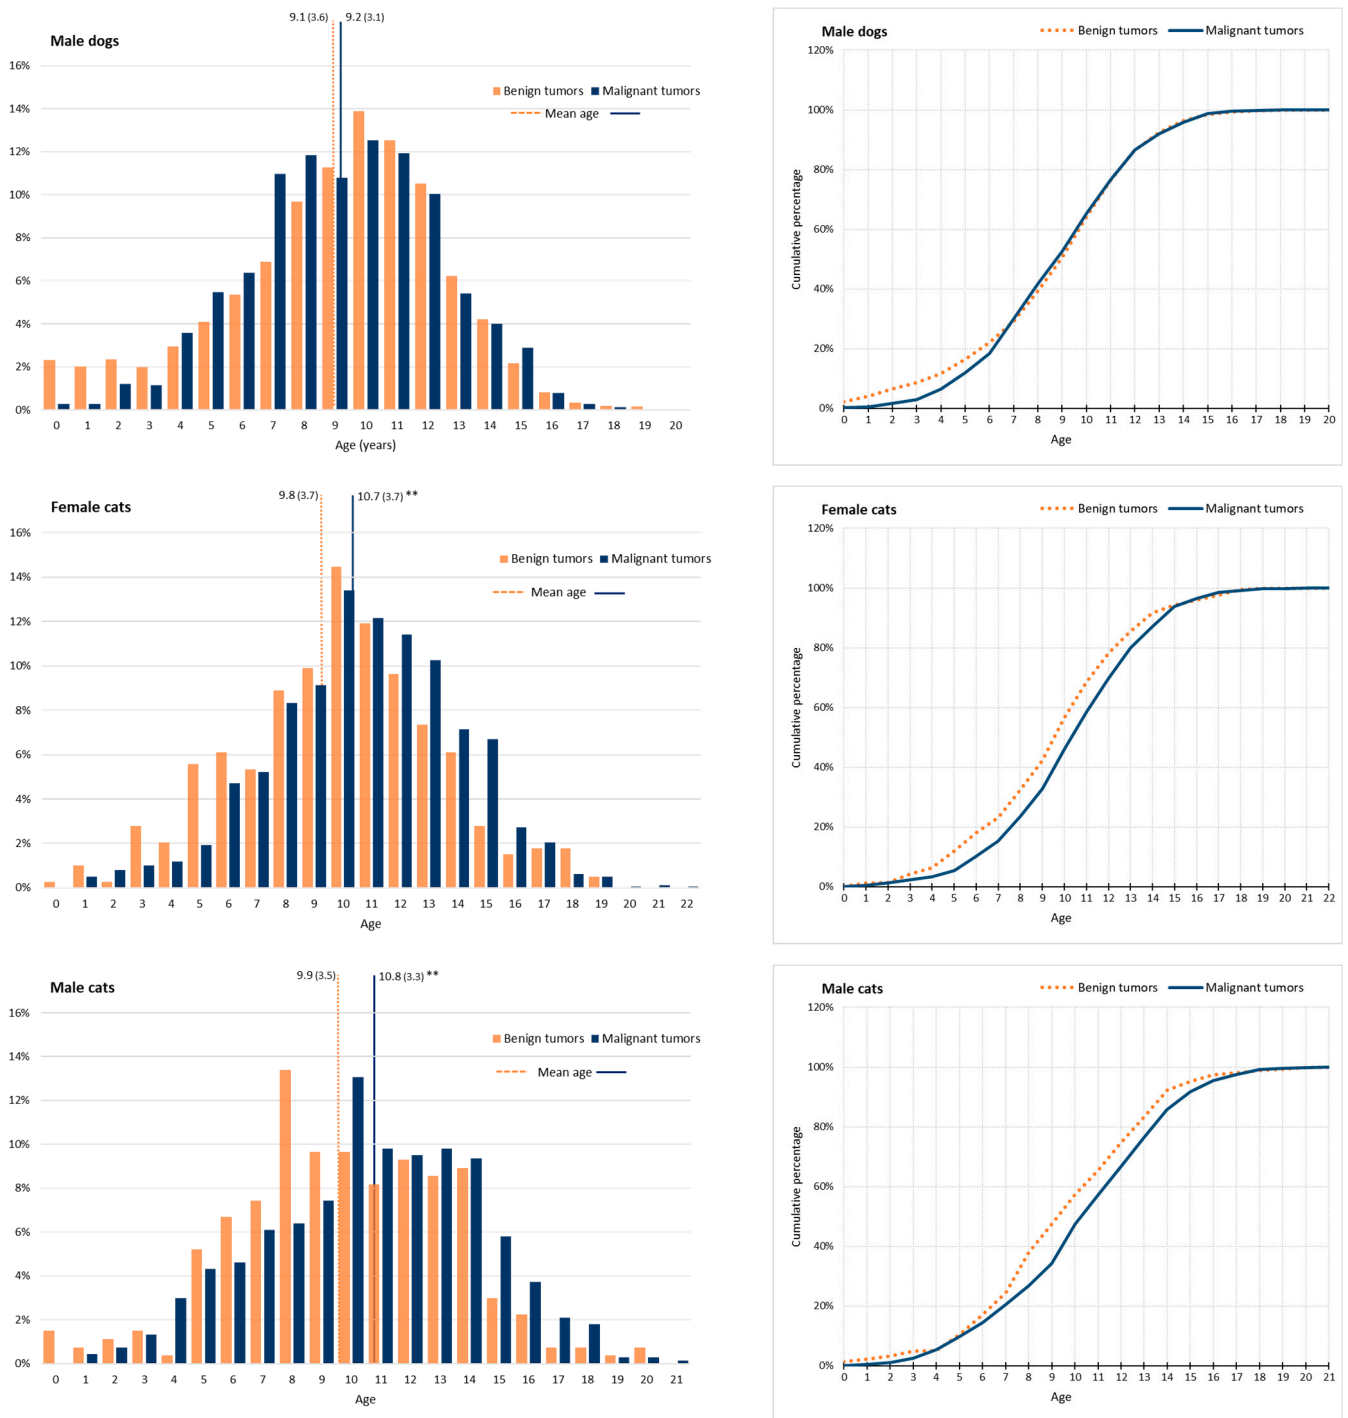 9.1 (3.6) 9.2 (3.1)
Male dogs
16%
14%
12%
10%
8%
6%
4%
2%
0%
Benign tumors Malignant tumors
Mean age
0 1 2 3 4 5 6 7 8 9 10 11 12 13 14 15 16 17 18 19 20
Age (years)
Male dogs
Benign tumors Malignant tumors
120%
100%
80%
60%
40%
20%
0%
Cumulative percentage
0 1 2 3 4 5 6 7 8 9 10 11 12 13 14 15 16 17 18 19 20
Age
9.8 (3.7) 10.7 (3.7) **
Female cats
16%
14%
12%
10%
8%
6%
4%
2%
0%
Benign tumors Malignant tumors
Mean age
0 1 2 3 4 5 6 7 8 9 10 11 12 13 14 15 16 17 18 19 20 21 22
Age
Female cats
Benign tumors Malignant tumors
120%
100%
80%
60%
40%
20%
0%
Cumulative percentage
0 1 2 3 4 5 6 7 8 9 10 11 12 13 14 15 16 17 18 19 20 21 22
Age
9.9 (3.5) 10.8 (3.3) **
Male cats
16%
14%
12%
10%
8%
6%
4%
2%
0%
Benign tumors Malignant tumors
Mean age
0 1 2 3 4 5 6 7 8 9 10 11 12 13 14 15 16 17 18 19 20 21
Age
Male cats
Benign tumors Malignant tumors
120%
100%
80%
60%
40%
20%
0%
Cumulative percentage
0 1 2 3 4 5 6 7 8 9 10 11 12 13 14 15 16 17 18 19 20 21
Age